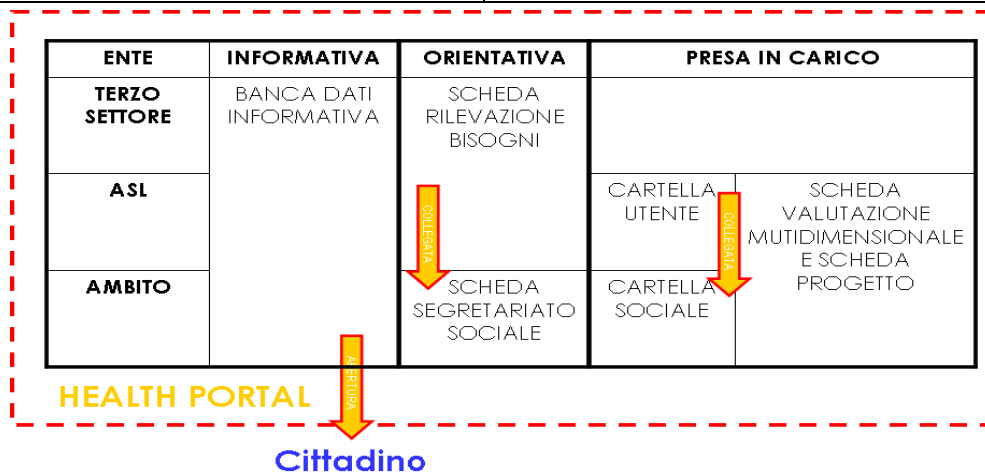 ENTE
INFORMATIVA
ORIENTATIVA
PRESA IN CARICO
TERZO
SETTORE
BANCA DATI
INFORMATIVA
SCHEDA
RILEVAZIONE
BISOGNI
ASL
COLLEGATA
CARTELLA
UTENTE
COLLEGATA
SCHEDA
VALUTAZIONE
MUTIDIMENSIONALE
E SCHEDA
PROGETTO
AMBITO
SCHEDA
SEGRETARIATO
SOCIALE
CARTELLA
SOCIALE
APERTURA
HEALTH PORTAL
Cittadino